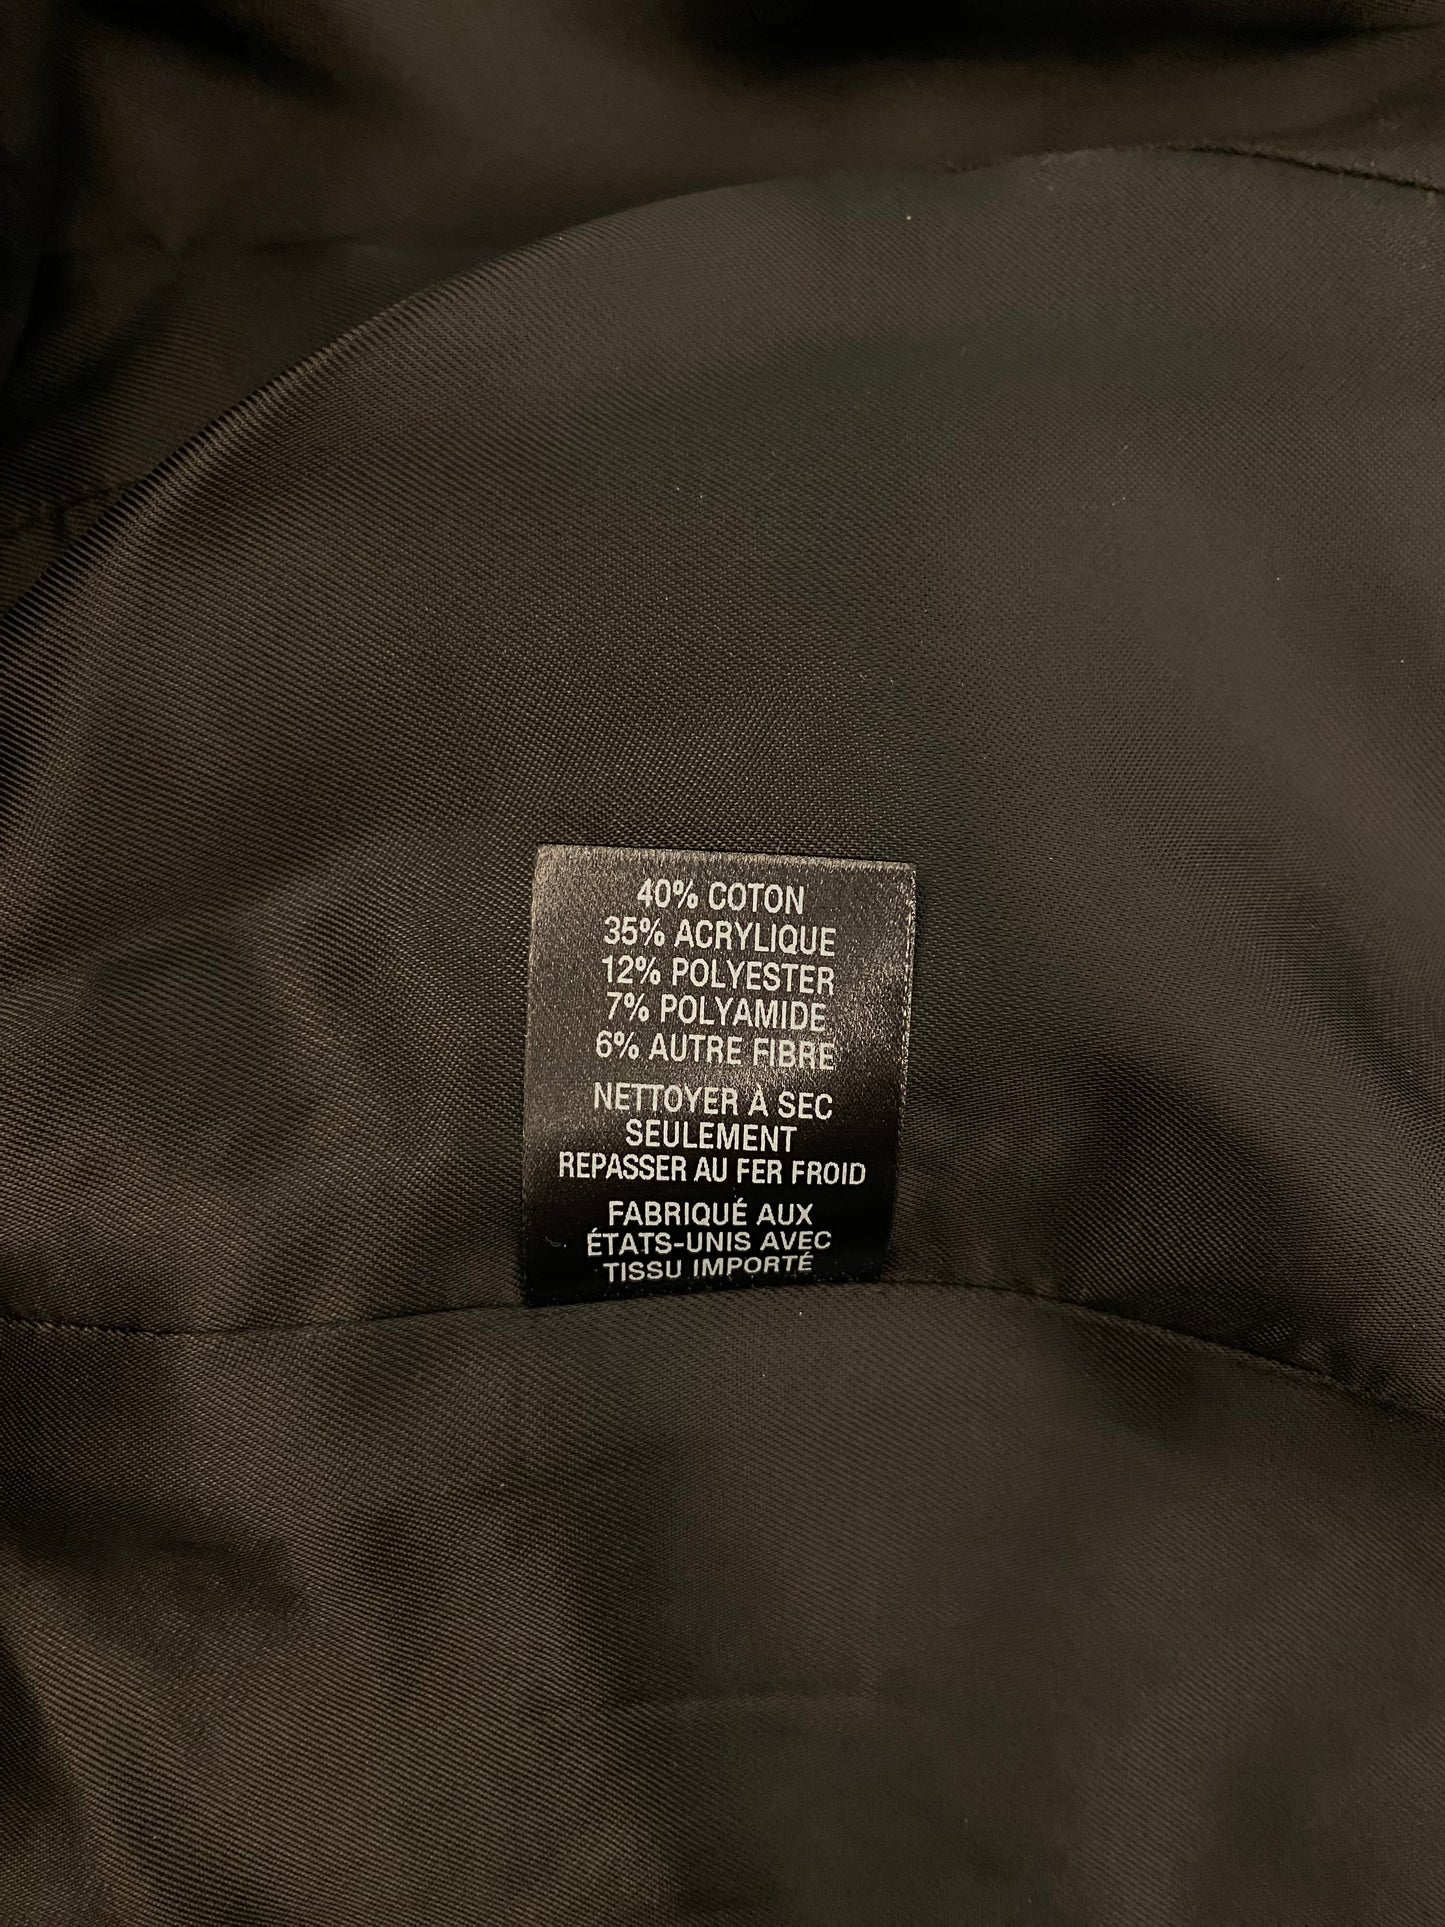 40% COTON
35% ACRYLIQUE
12% POLYESTER
7% POLYAMIDE
6% AUTRE FIBRE
NETTOYER À SEC
SEULEMENT
REPASSER AU FER FROID
FABRIQUÉ AUX
ÉTATS-UNIS AVEC
TISSU IMPORTÉ